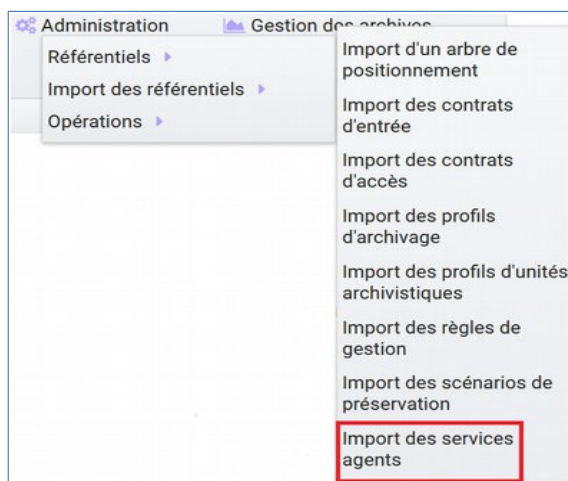 Administration
Gestion des archives
Référentiels
Import des référentiels
Opérations
Import d'un arbre de
positionnement
Import des contrats
d'entrée
Import des contrats
d'accès
Import des profils
d'archivage
Import des profils d'unités
archivistiques
Import des règles de
gestion
Import des scénarios de
préservation
Import des services
agents